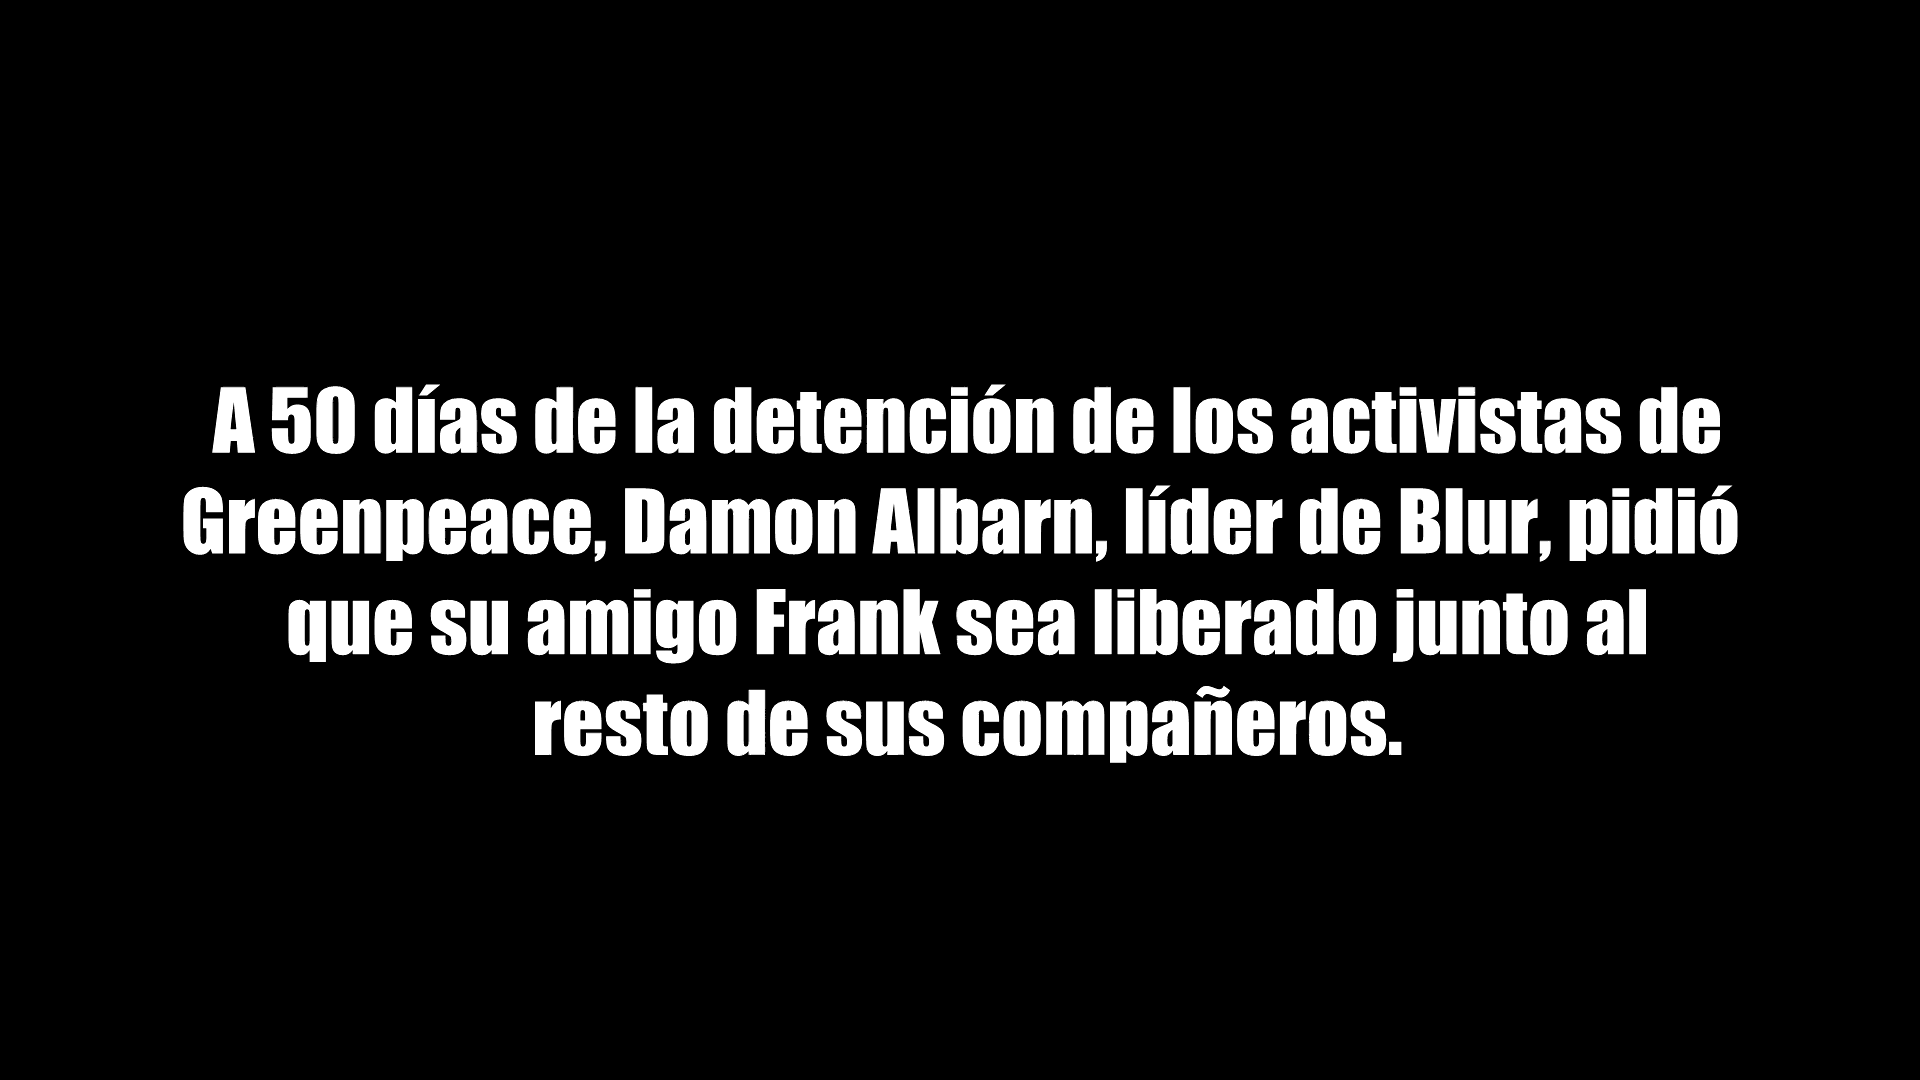 A 50 días de la detención de los activistas de
Greenpeace, Damon Albarn, líder de Blur, pidió
que su amigo Frank sea liberado junto al
resto de sus compañeros.